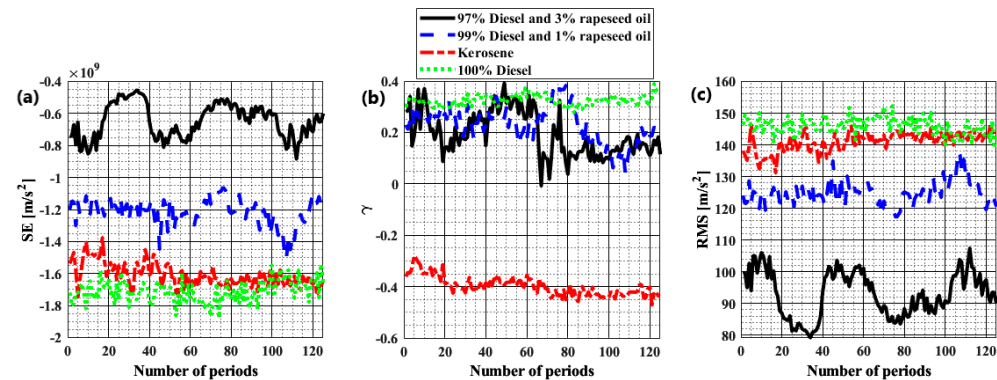 97% Diesel and 3% rapeseed oil
99% Diesel and 1% rapeseed oil
Kerosene
100% Diesel
×10⁹
(a)
-0.4
-0.6
-0.8
-1
-1.2
-1.4
-1.6
-1.8
-2
SE [m/s²]
0 20 40 60 80 100 120
Number of periods
(b)
0.4
0.2
0
-0.2
-0.4
-0.6
γ
0 20 40 60 80 100 120
Number of periods
(c)
160
150
140
130
120
110
100
90
80
RMS [m/s²]
0 20 40 60 80 100 120
Number of periods